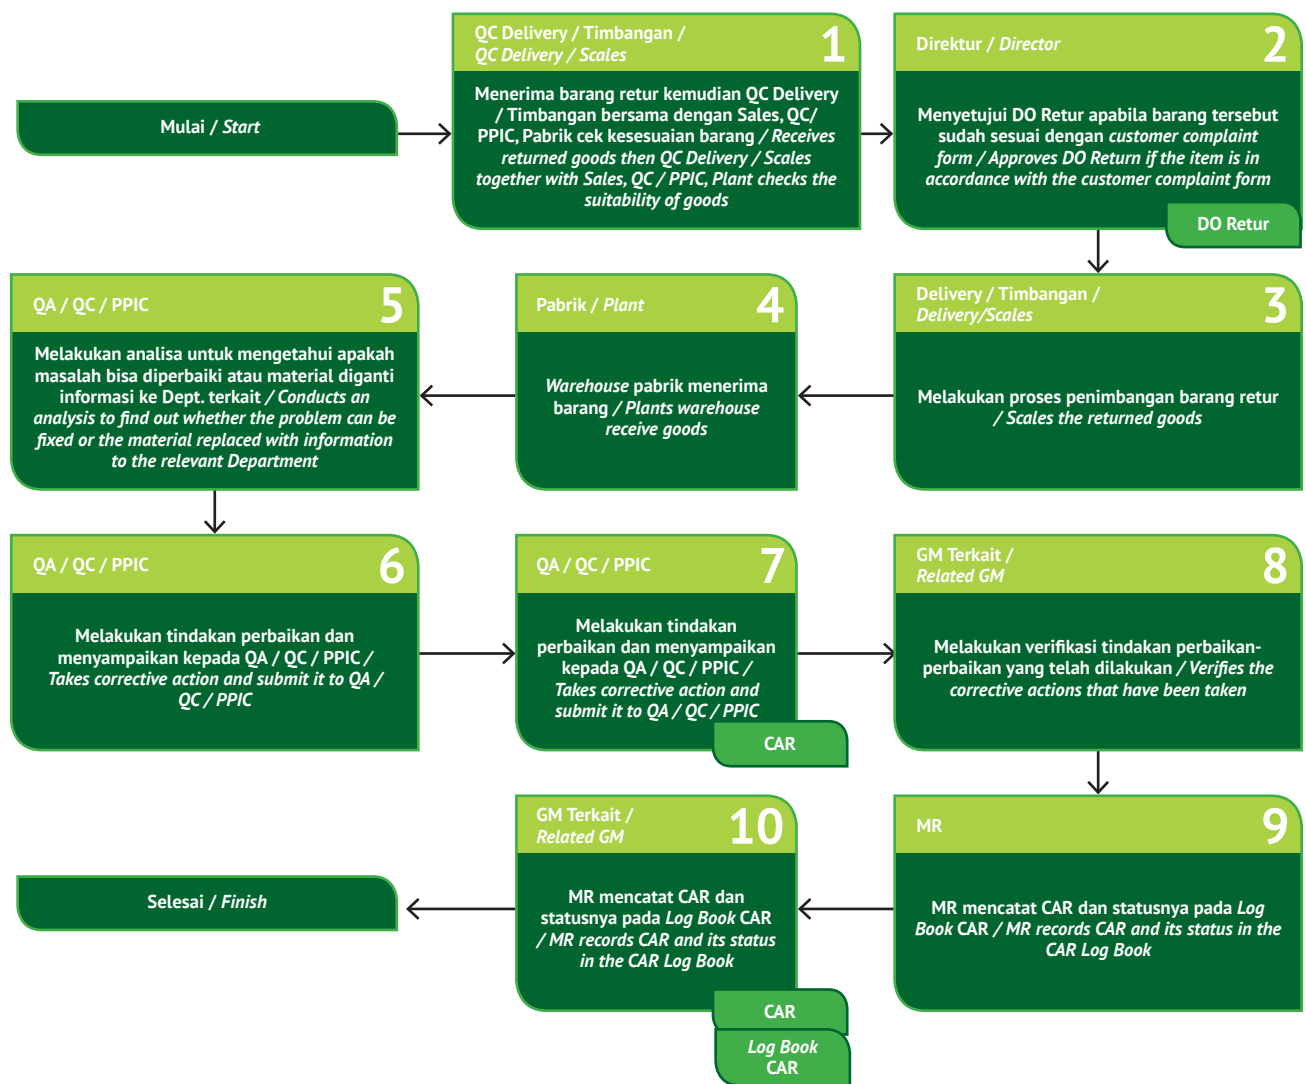 Mulai / Start
QC Delivery / Timbangan /
QC Delivery / Scales
1
Menerima barang retur kemudian QC Delivery
/ Timbangan bersama dengan Sales, QC/
PPIC, Pabrik cek kesesuaian barang / Receives
returned goods then QC Delivery / Scales
together with Sales, QC / PPIC, Plant checks the
suitability of goods
Direktur / Director
2
Menyetujui DO Retur apabila barang tersebut
sudah sesuai dengan customer complaint
form / Approves DO Return if the item is in
accordance with the customer complaint form
DO Retur
Delivery / Timbangan /
Delivery/Scales
3
Melakukan proses penimbangan barang retur
/ Scales the returned goods
Pabrik / Plant
4
Warehouse pabrik menerima
barang / Plants warehouse
receive goods
QA / QC / PPIC
5
Melakukan analisa untuk mengetahui apakah
masalah bisa diperbaiki atau material diganti
informasi ke Dept. terkait / Conducts an
analysis to find out whether the problem can be
fixed or the material replaced with information
to the relevant Department
QA / QC / PPIC
6
Melakukan tindakan perbaikan dan
menyampaikan kepada QA / QC / PPIC /
Takes corrective action and submit it to QA /
QC / PPIC
QA / QC / PPIC
7
Melakukan tindakan
perbaikan dan menyampaikan
kepada QA / QC / PPIC /
Takes corrective action and
submit it to QA / QC / PPIC
CAR
GM Terkait /
Related GM
8
Melakukan verifikasi tindakan perbaikan-
perbaikan yang telah dilakukan / Verifies the
corrective actions that have been taken
MR
9
MR mencatat CAR dan statusnya pada Log
Book CAR / MR records CAR and its status in the
CAR Log Book
GM Terkait /
Related GM
10
MR mencatat CAR dan
statusnya pada Log Book CAR
/ MR records CAR and its status
in the CAR Log Book
CAR
Log Book
CAR
Selesai / Finish